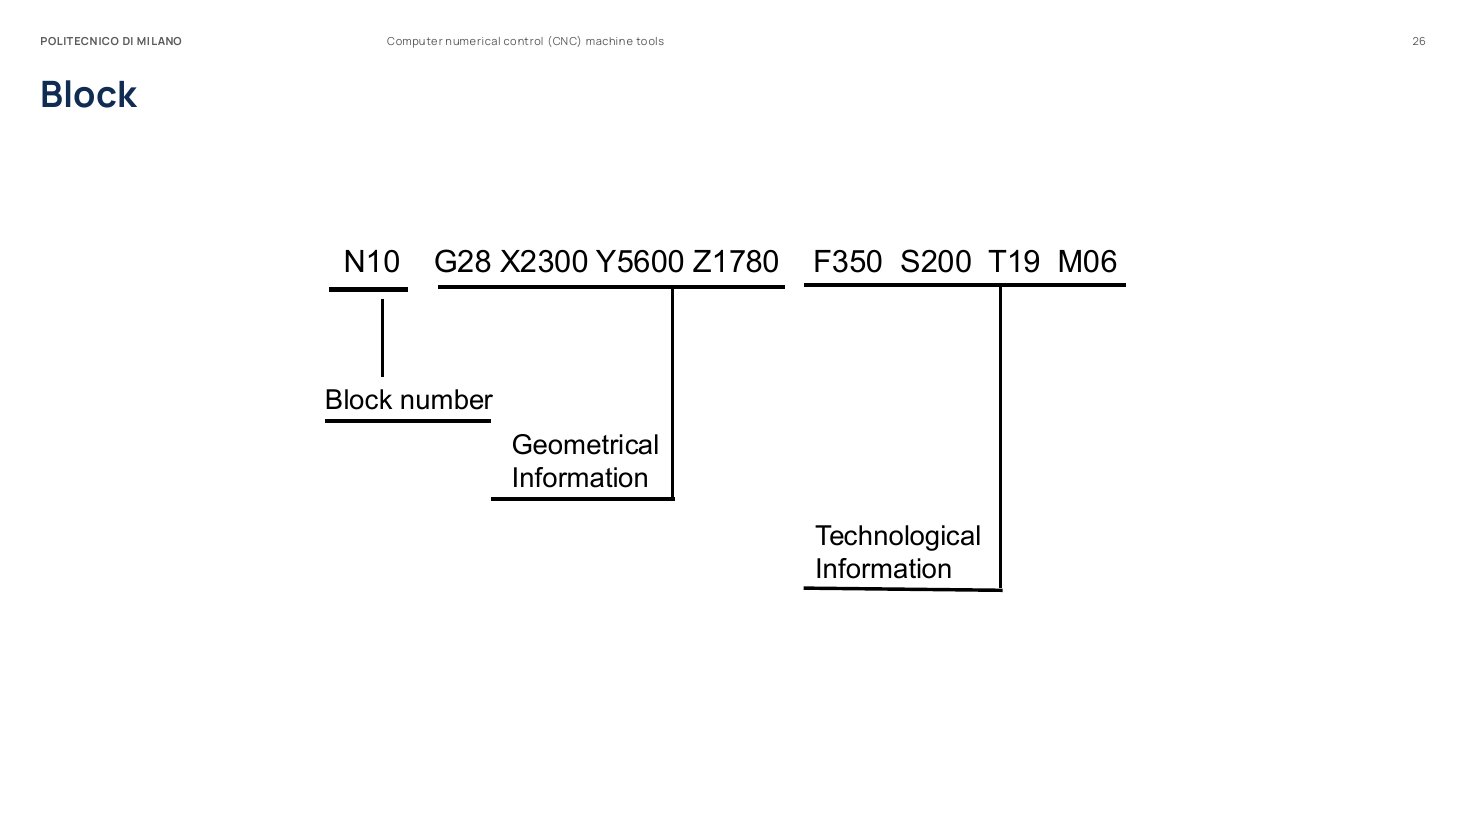 POLITECNICO DI MILANO
Computer numerical control (CNC) machine tools
26
Block
N10 G28 X2300 Y5600 Z1780 F350 S200 T19 M06
Block number
Geometrical
Information
Technological
Information